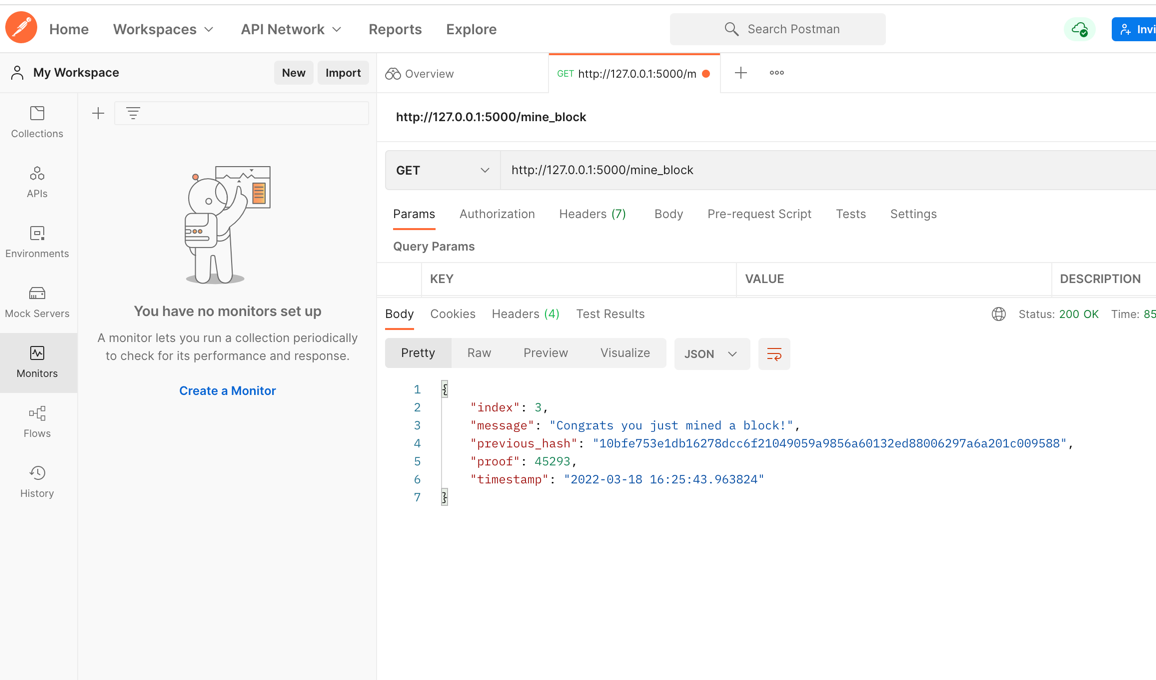 Home Workspaces API Network Reports Explore Search Postman Invi
My Workspace New Import Overview GET http://127.0.0.1:5000/m
http://127.0.0.1:5000/mine_block
GET http://127.0.0.1:5000/mine_block
Params Authorization Headers (7) Body Pre-request Script Tests Settings
Query Params
KEY VALUE DESCRIPTION
Body Cookies Headers (4) Test Results Status: 200 OK Time: 85
Pretty Raw Preview Visualize JSON
1 {
2 "index": 3,
3 "message": "Congrats you just mined a block!",
4 "previous_hash": "10bfe753e1db16278dcc6f21049059a9856a60132ed88006297a6a201c009588",
5 "proof": 45293,
6 "timestamp": "2022-03-18 16:25:43.963824"
7 }
Collections
APIs
Environments
Mock Servers
Monitors
Flows
History
You have no monitors set up
A monitor lets you run a collection periodically
to check for its performance and response.
Create a Monitor